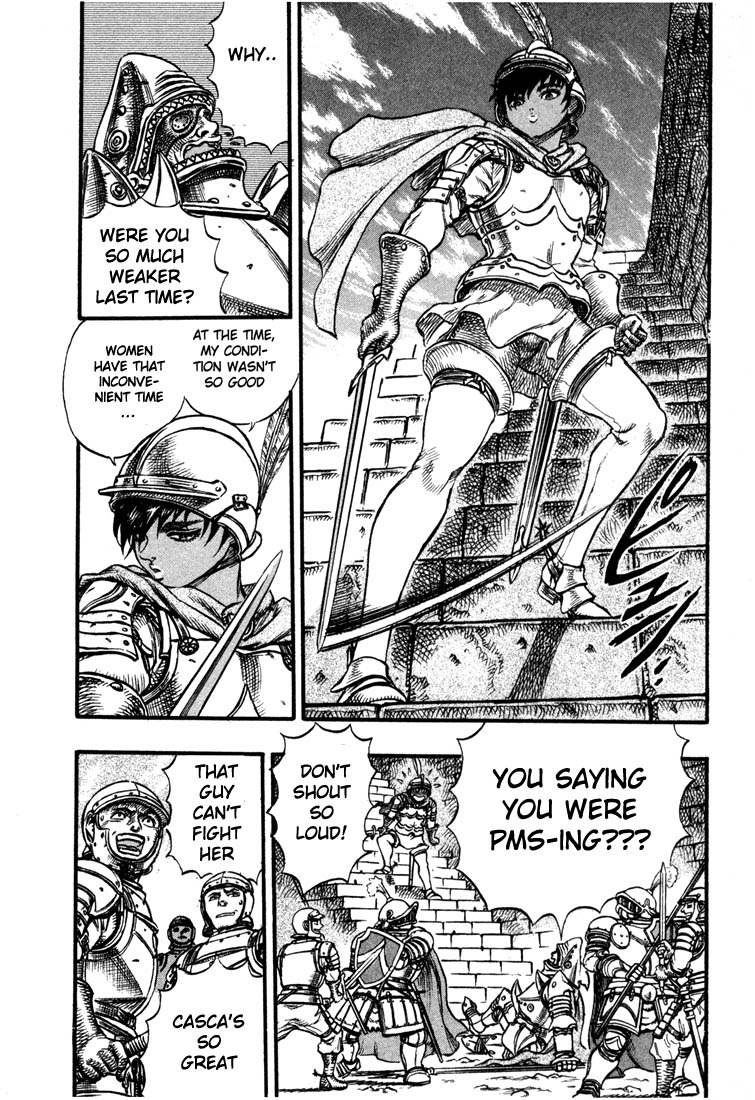 WHY..
WERE YOU
SO MUCH
WEAKER
LAST TIME?
AT THE TIME,
MY CONDI-
TION WASN'T
SO GOOD
WOMEN
HAVE THAT
INCONVE-
NIENT TIME
...
YOU SAYING
YOU WERE
PMS-ING???
DON'T
SHOUT
SO
LOUD!
THAT
GUY
CAN'T
FIGHT
HER
CASCA'S
SO
GREAT